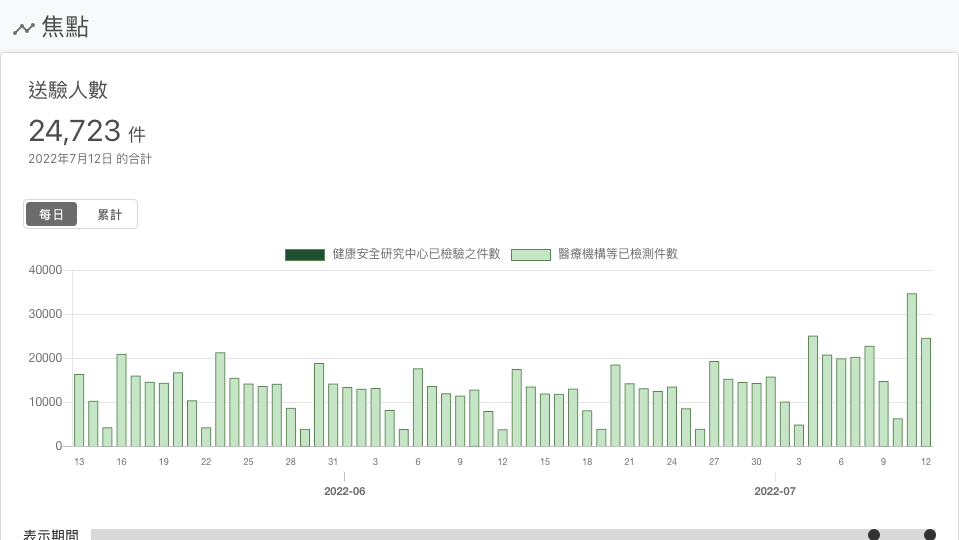 焦點
送驗人數
24,723 件
2022年7月12日 的合計
每日 累計
健康安全研究中心已檢驗之件數 醫療機構等已檢測件數
40000
30000
20000
10000
0
13 16 19 22 25 28 31 3 6 9 12 15 18 21 24 27 30 3 6 9 12
2022-06 2022-07
表示期間